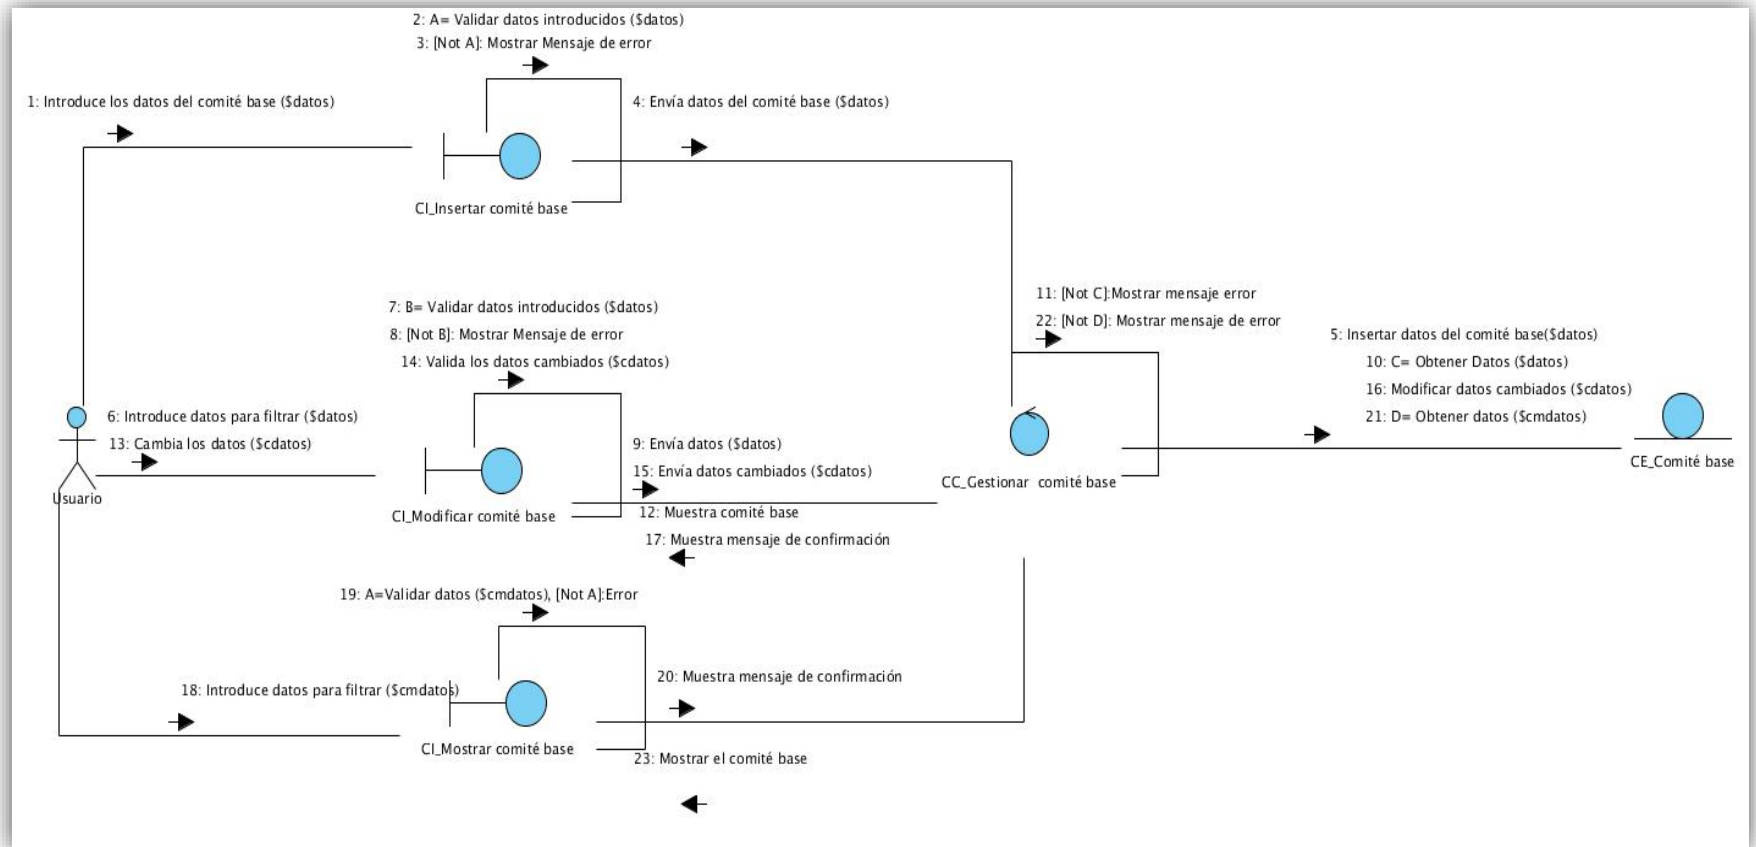 2: A= Validar datos introducidos ($datos)
3: [Not A]: Mostrar Mensaje de error
1: Introduce los datos del comité base ($datos)
4: Envía datos del comité base ($datos)
CI_Insertar comité base
7: B= Validar datos introducidos ($datos)
8: [Not B]: Mostrar Mensaje de error
14: Valida los datos cambiados ($cdatos)
11: [Not C]:Mostrar mensaje error
22: [Not D]: Mostrar mensaje de error
5: Insertar datos del comité base($datos)
10: C= Obtener Datos ($datos)
16: Modificar datos cambiados ($cdatos)
21: D= Obtener datos ($cmdatos)
6: Introduce datos para filtrar ($datos)
13: Cambia los datos ($cdatos)
9: Envía datos ($datos)
15: Envía datos cambiados ($cdatos)
Usuario
CI_Modificar comité base
CC_Gestionar comité base
CE_Comité base
12: Muestra comité base
17: Muestra mensaje de confirmación
19: A=Validar datos ($cmdatos), [Not A]:Error
18: Introduce datos para filtrar ($cmdatos)
20: Muestra mensaje de confirmación
CI_Mostrar comité base
23: Mostrar el comité base